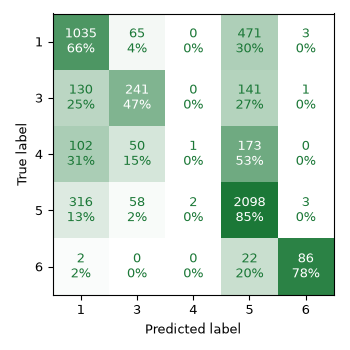 1035 65 0 471 3
1 66% 4% 0% 30% 0%
130 241 0 141 1
3 25% 47% 0% 27% 0%
102 50 1 173 0
4 31% 15% 0% 53% 0%
316 58 2 2098 3
5 13% 2% 0% 85% 0%
2 0 0 22 86
6 2% 0% 0% 20% 78%
True label
1 3 4 5 6
Predicted label